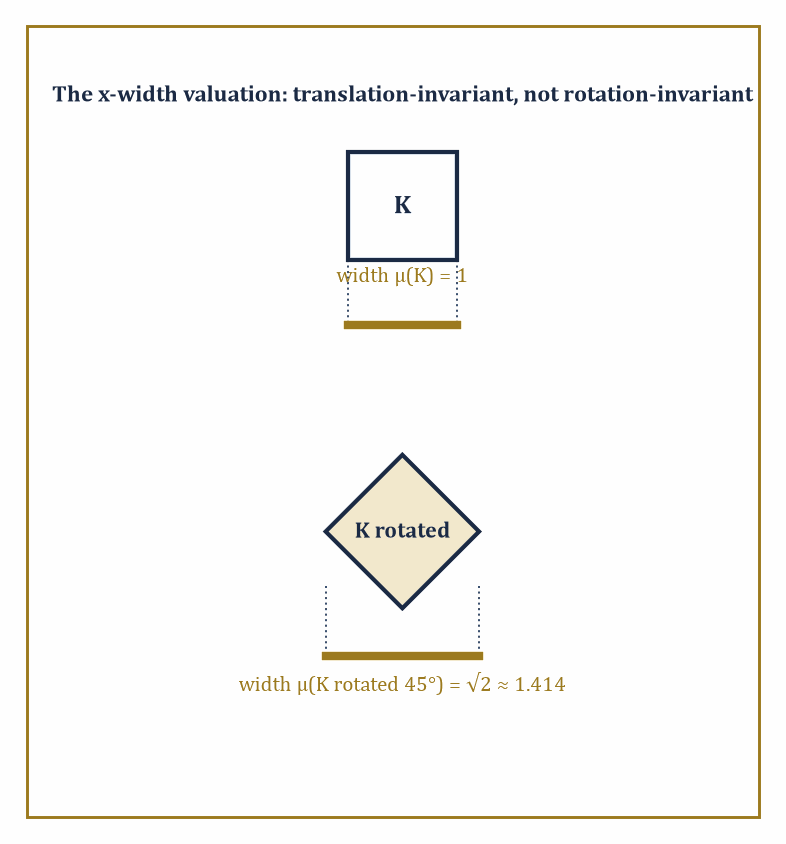 The x-width valuation: translation-invariant, not rotation-invariant
K
width μ(K) = 1
K rotated
width μ(K rotated 45°) = √2 ≈ 1.414